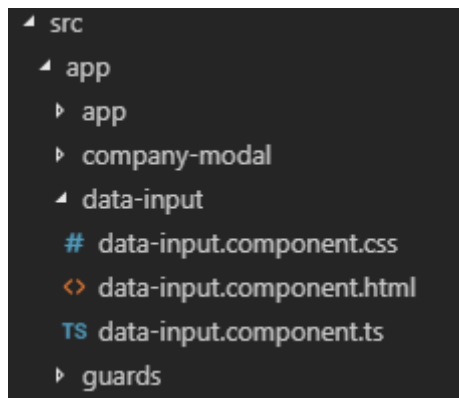 src
app
app
company-modal
data-input
# data-input.component.css
<> data-input.component.html
TS data-input.component.ts
guards